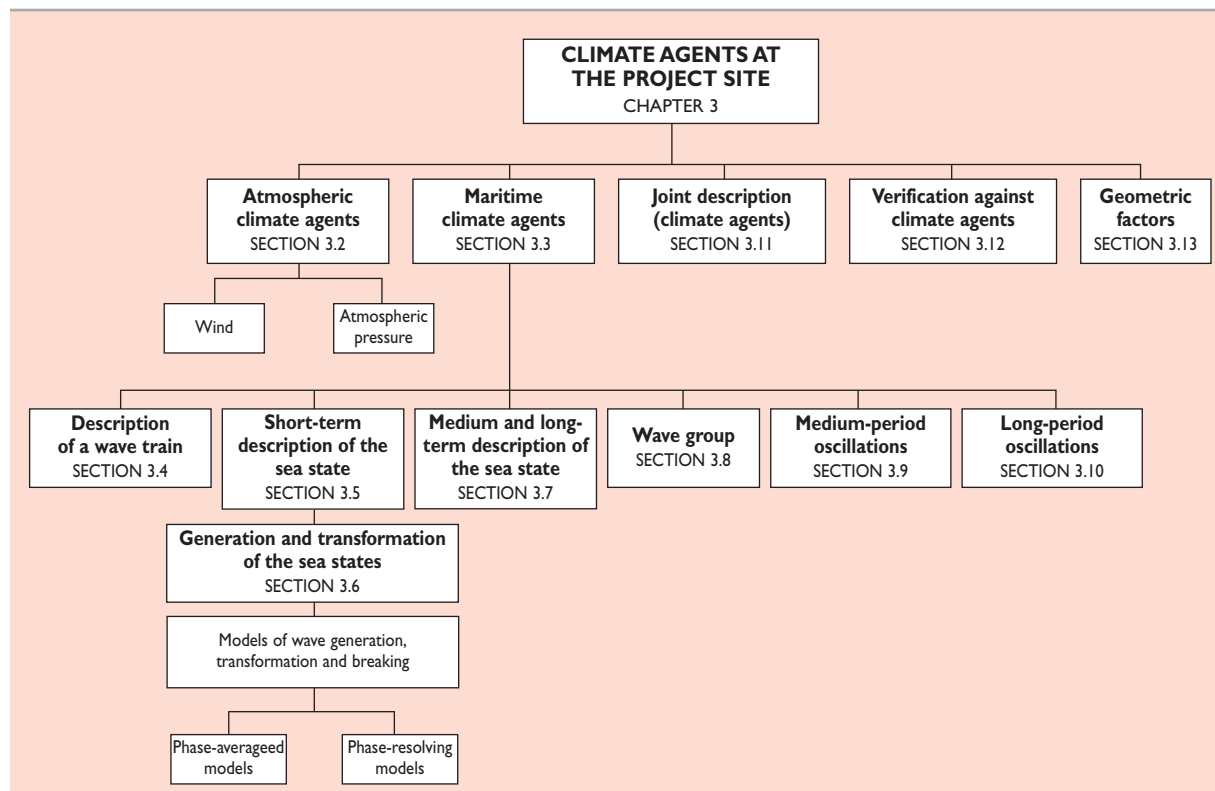 CLIMATE AGENTS AT
THE PROJECT SITE
CHAPTER 3
Atmospheric
climate agents
SECTION 3.2
Maritime
climate agents
SECTION 3.3
Joint description
(climate agents)
SECTION 3.11
Verification against
climate agents
SECTION 3.12
Geometric
factors
SECTION 3.13
Wind
Atmospheric
pressure
Description
of a wave train
SECTION 3.4
Short-term
description of the
sea state
SECTION 3.5
Medium and long-
term description of
the sea state
SECTION 3.7
Wave group
SECTION 3.8
Medium-period
oscillations
SECTION 3.9
Long-period
oscillations
SECTION 3.10
Generation and transformation
of the sea states
SECTION 3.6
Models of wave generation,
transformation and breaking
Phase-averageed
models
Phase-resolving
models